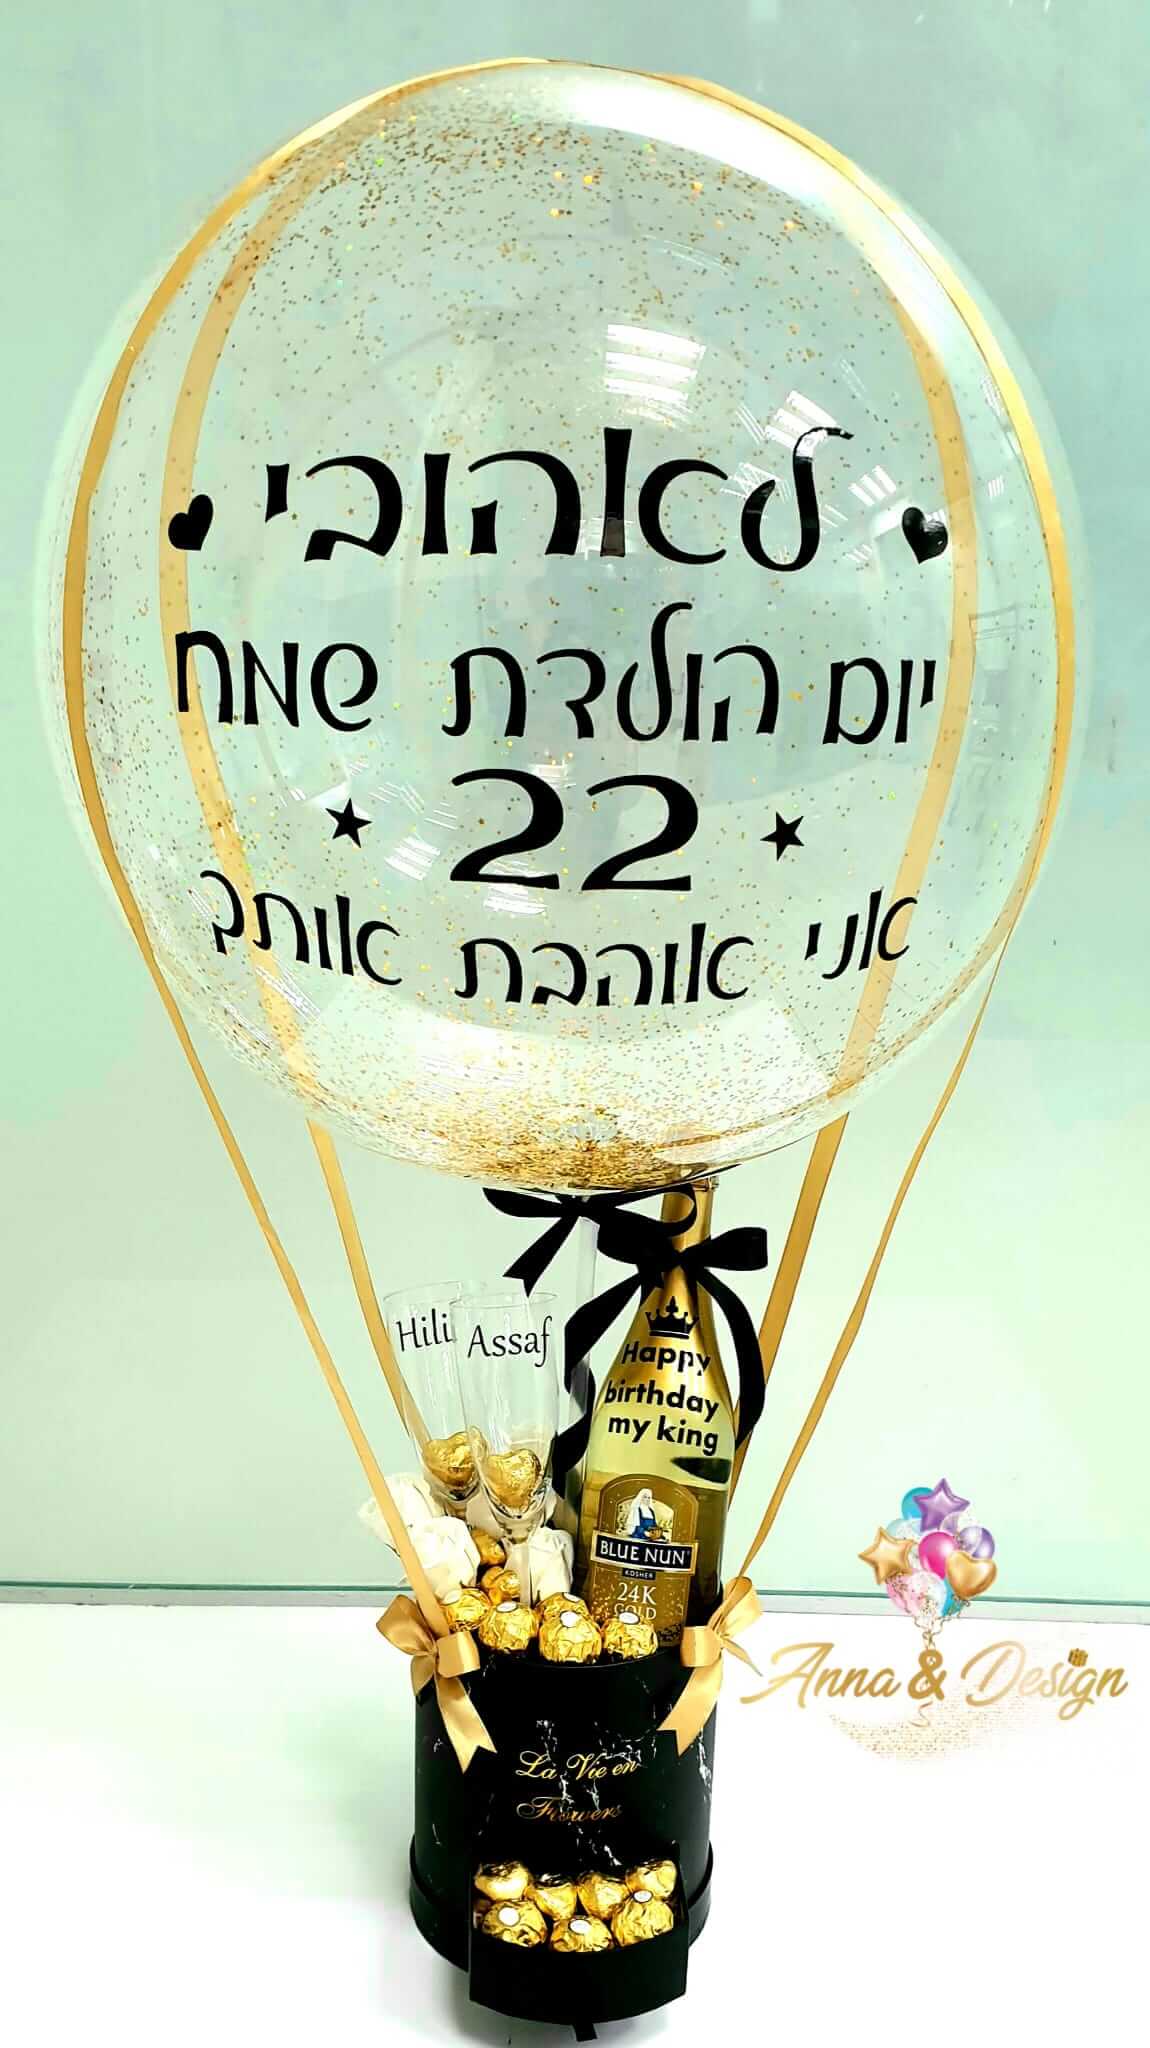 לאהובי
יום הולדת שמח
22
אני אוהבת אותך
Hili
Assaf
Happy
birthday
my king
BLUE NUN
KOSHER
24K
GOLD
Anna & Design
La Vie en
Flowers